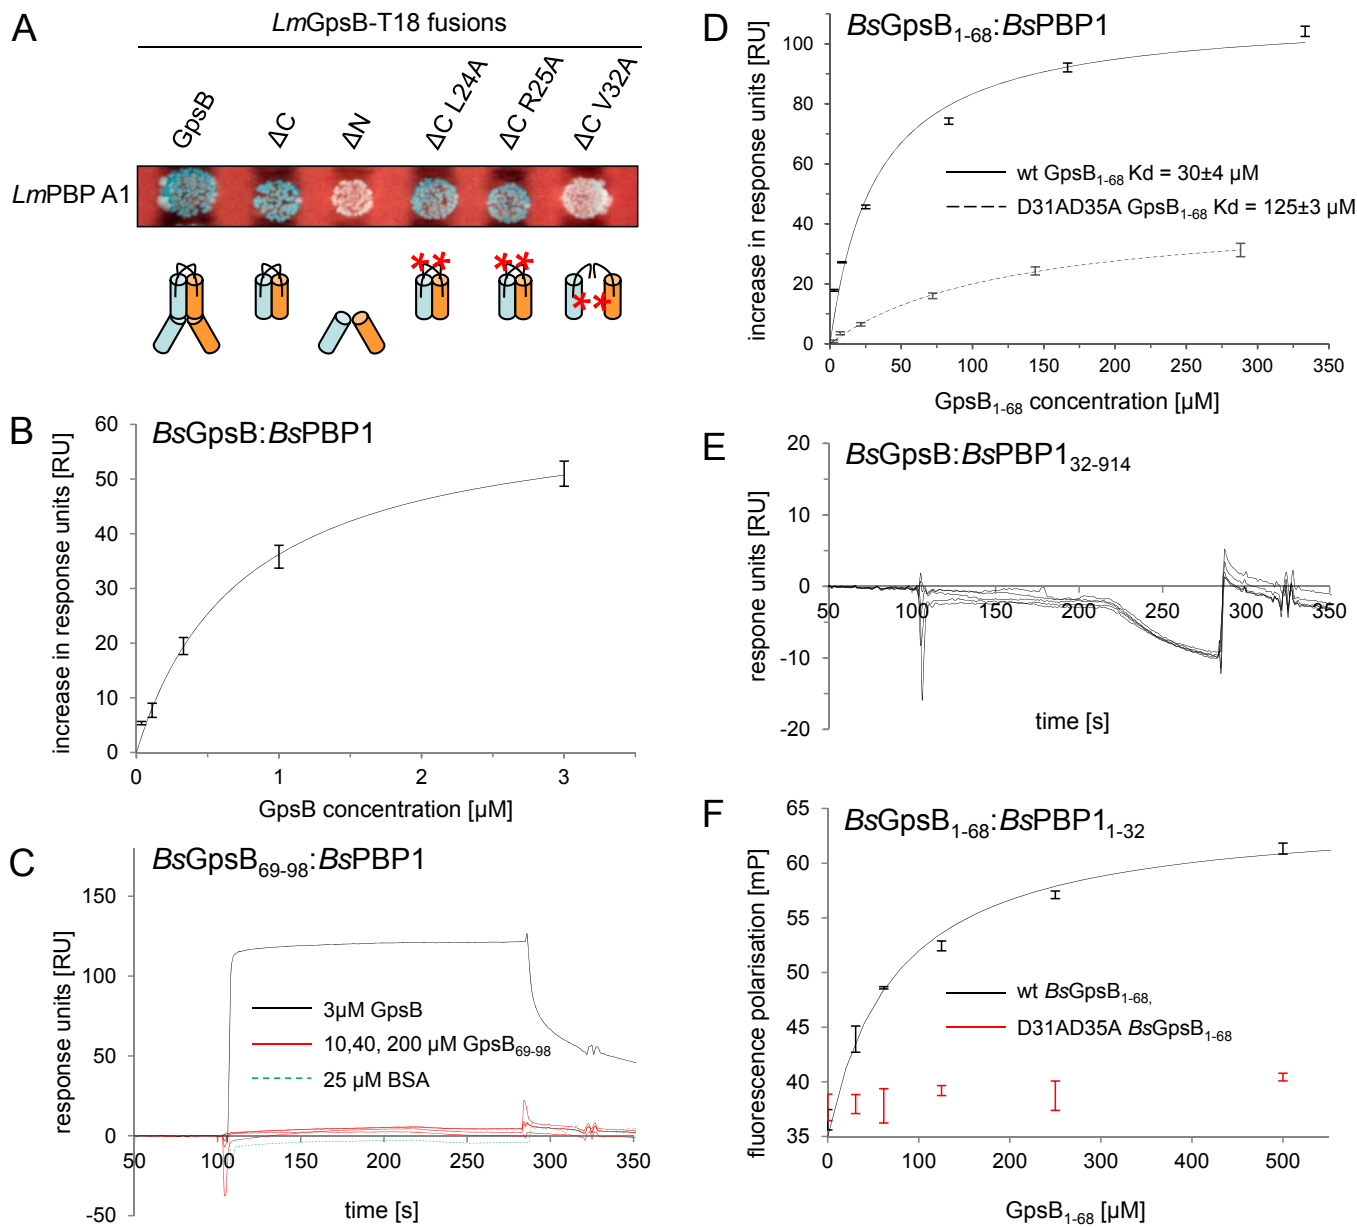 A
LmGpsB-T18 fusions
GpsB
ΔC
ΔN
ΔC L24A
ΔC R25A
ΔC V32A
LmPBP A1
B
BsGpsB:BsPBP1
increase in response units [RU]
60
50
40
30
20
10
0
0 1 2 3
GpsB concentration [µM]
C
BsGpsB69-98:BsPBP1
response units [RU]
150
100
50
0
-50
3µM GpsB
10,40, 200 µM GpsB69-98
25 µM BSA
50 100 150 200 250 300 350
time [s]
D
BsGpsB1-68:BsPBP1
increase in response units [RU]
100
80
60
40
20
0
wt GpsB1-68 Kd = 30±4 µM
D31AD35A GpsB1-68 Kd = 125±3 µM
0 50 100 150 200 250 300 350
GpsB1-68 concentration [µM]
E
BsGpsB:BsPBP132-914
respone units [RU]
20
10
0
-10
-20
50 100 150 200 250 300 350
time [s]
F
BsGpsB1-68:BsPBP11-32
fluorescence polarisation [mP]
65
60
55
50
45
40
35
wt BsGpsB1-68,
D31AD35A BsGpsB1-68
0 100 200 300 400 500
GpsB1-68 [µM]